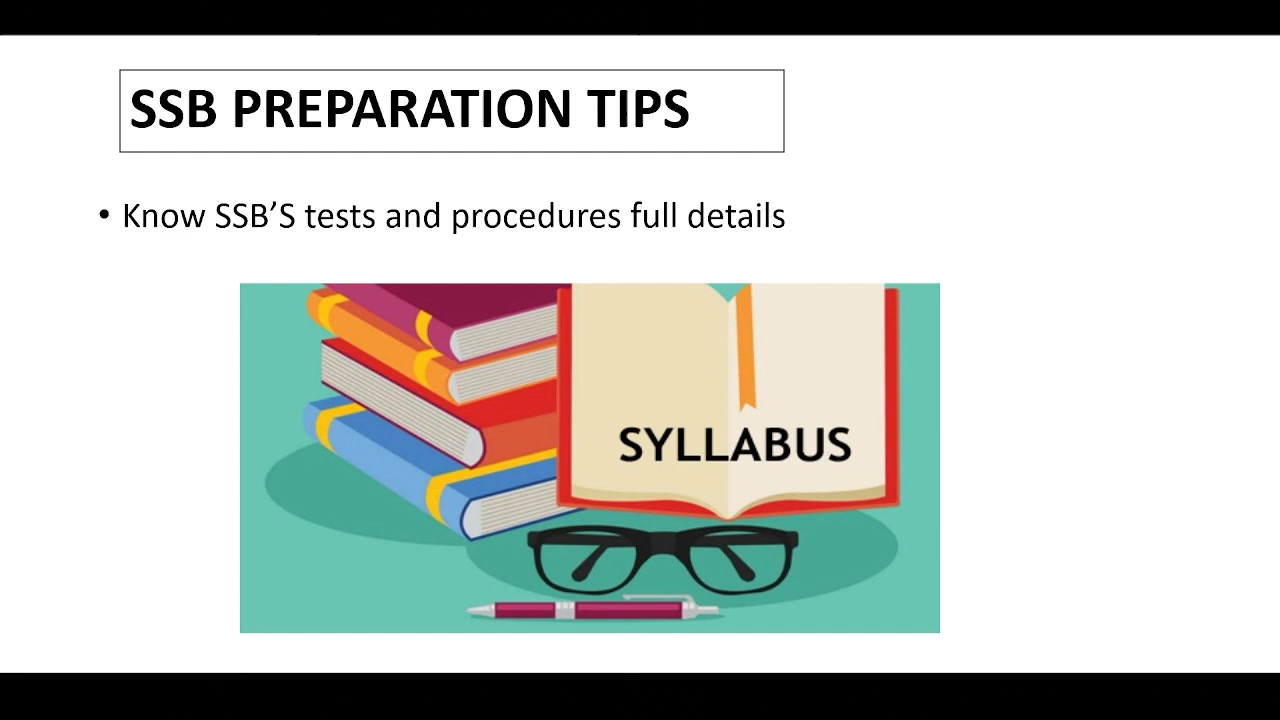 SSB PREPARATION TIPS
• Know SSB’S tests and procedures full details
SYLLABUS